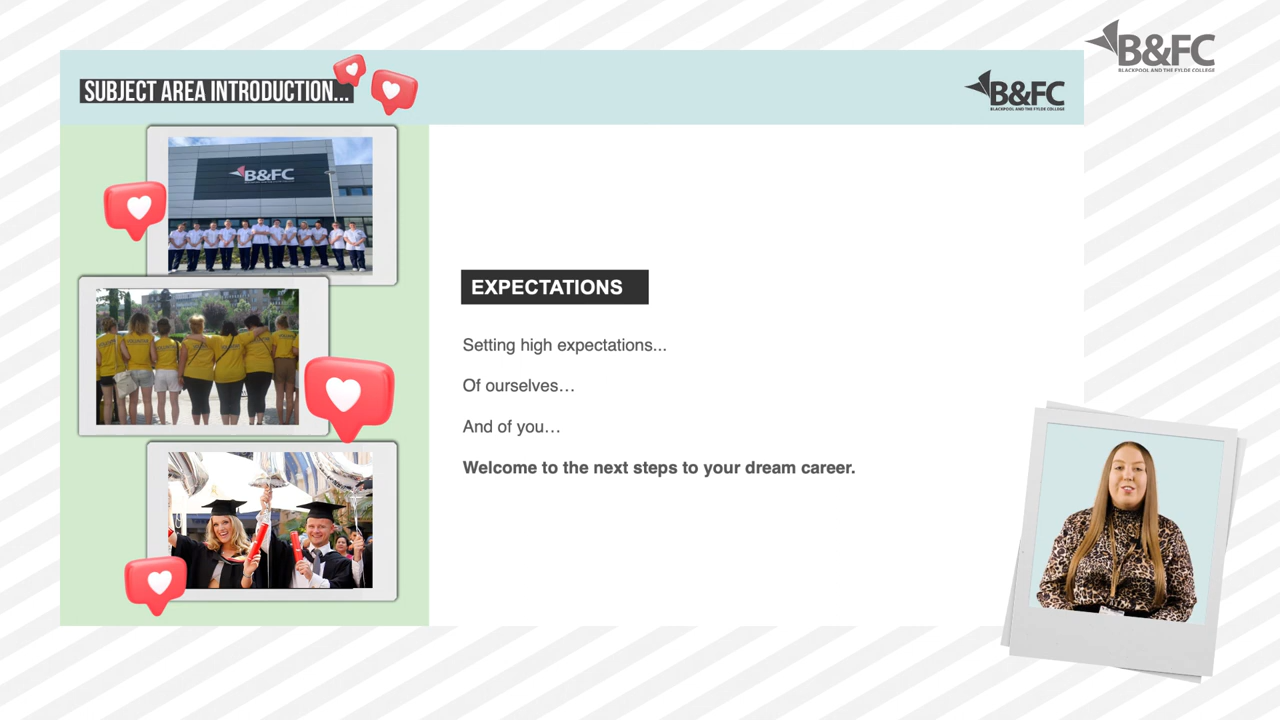 B&FC
BLACKPOOL AND THE FYLDE COLLEGE
SUBJECT AREA INTRODUCTION...
B&FC
BLACKPOOL AND THE FYLDE COLLEGE
B&FC
EXPECTATIONS
Setting high expectations...
Of ourselves…
And of you…
Welcome to the next steps to your dream career.